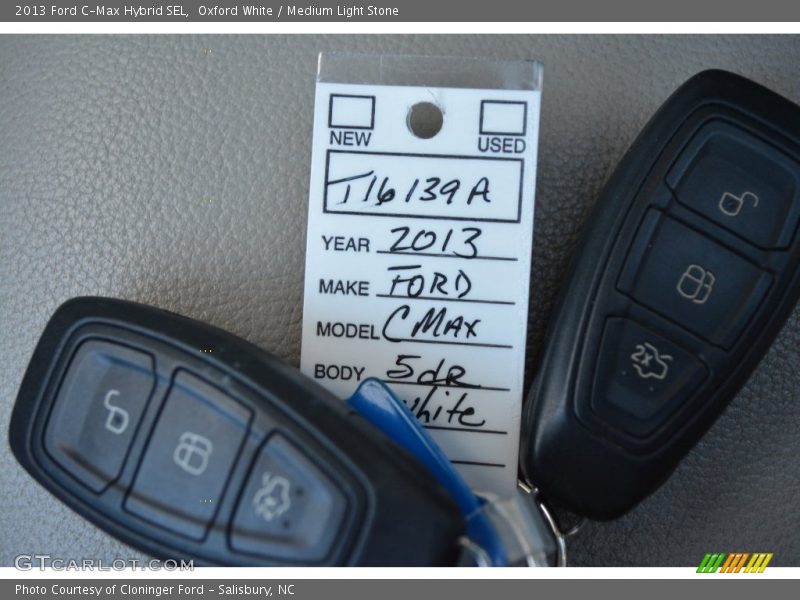 2013 Ford C-Max Hybrid SEL,  Oxford White / Medium Light Stone
NEW
USED
T16139A
YEAR 2013
MAKE FORD
MODEL CMAX
BODY 5dR
White
GTCARLOT.COM
Photo Courtesy of Cloninger Ford - Salisbury, NC